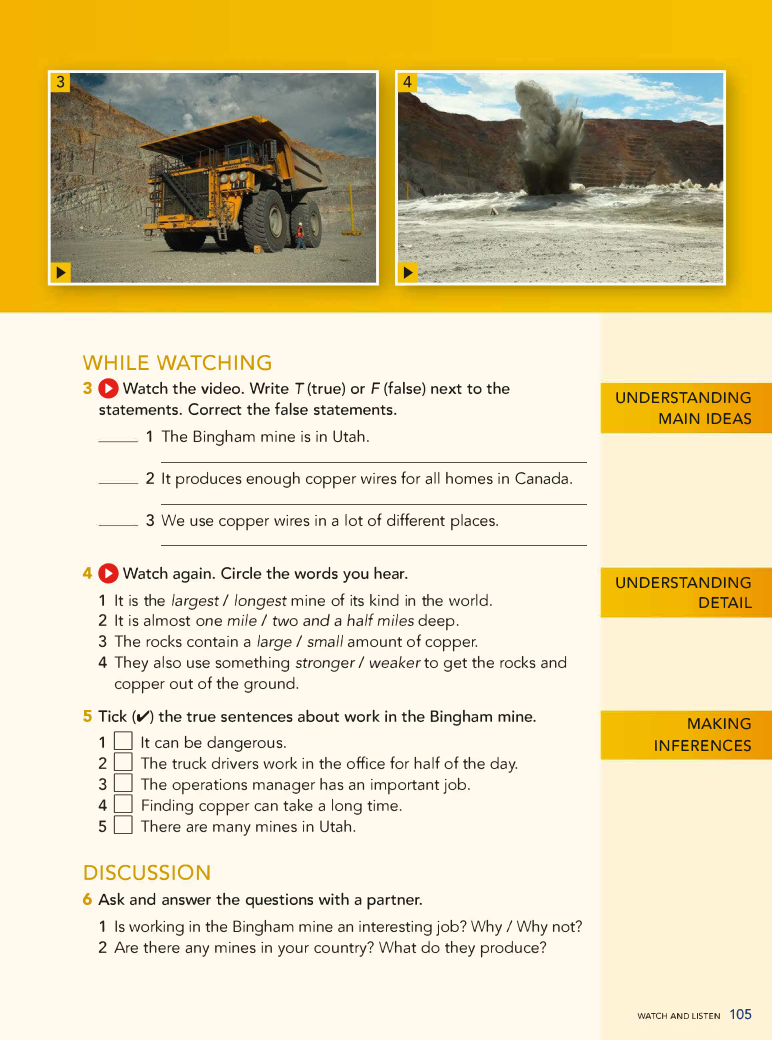 3
4
WHILE WATCHING
3 Watch the video. Write T (true) or F (false) next to the
statements. Correct the false statements.
UNDERSTANDING
MAIN IDEAS
1 The Bingham mine is in Utah.
2 It produces enough copper wires for all homes in Canada.
3 We use copper wires in a lot of different places.
4 Watch again. Circle the words you hear.
UNDERSTANDING
DETAIL
1 It is the largest / longest mine of its kind in the world.
2 It is almost one mile / two and a half miles deep.
3 The rocks contain a large / small amount of copper.
4 They also use something stronger / weaker to get the rocks and
copper out of the ground.
5 Tick (✔) the true sentences about work in the Bingham mine.
MAKING
INFERENCES
1 It can be dangerous.
2 The truck drivers work in the office for half of the day.
3 The operations manager has an important job.
4 Finding copper can take a long time.
5 There are many mines in Utah.
DISCUSSION
6 Ask and answer the questions with a partner.
1 Is working in the Bingham mine an interesting job? Why / Why not?
2 Are there any mines in your country? What do they produce?
WATCH AND LISTEN 105